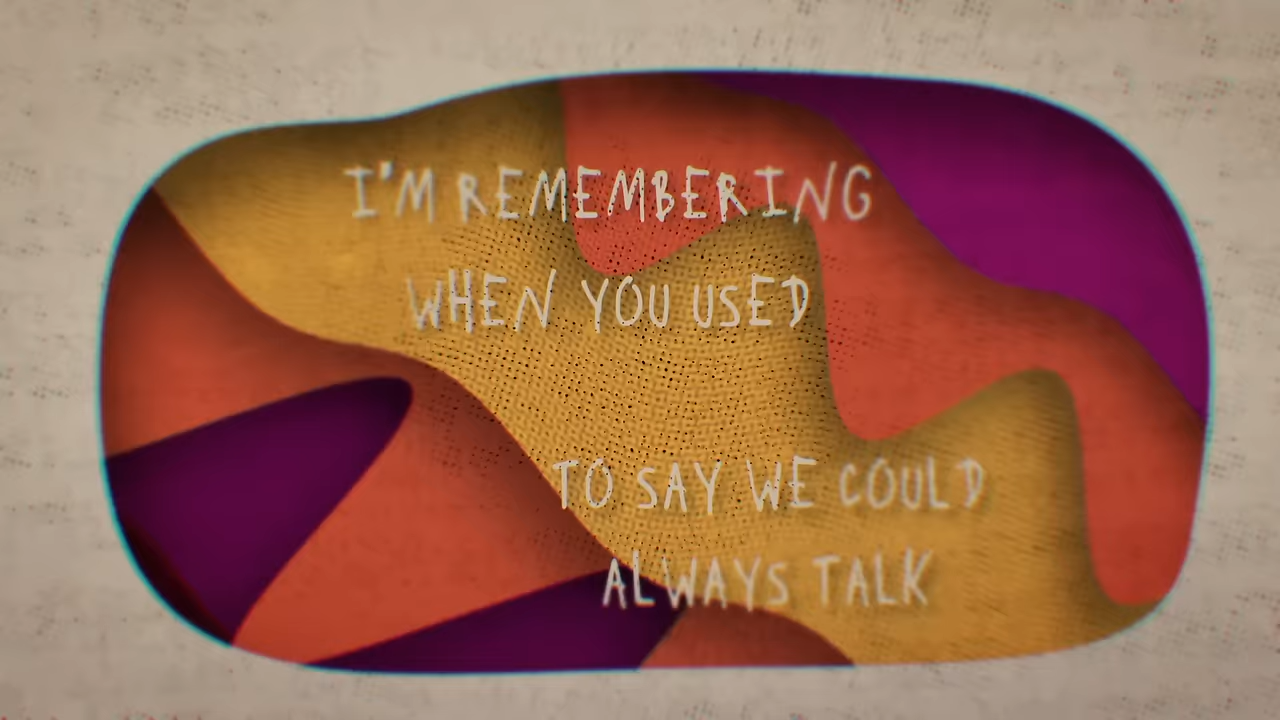 I'M REMEMBERING
WHEN YOU USED
TO SAY WE COULD
ALWAYS TALK